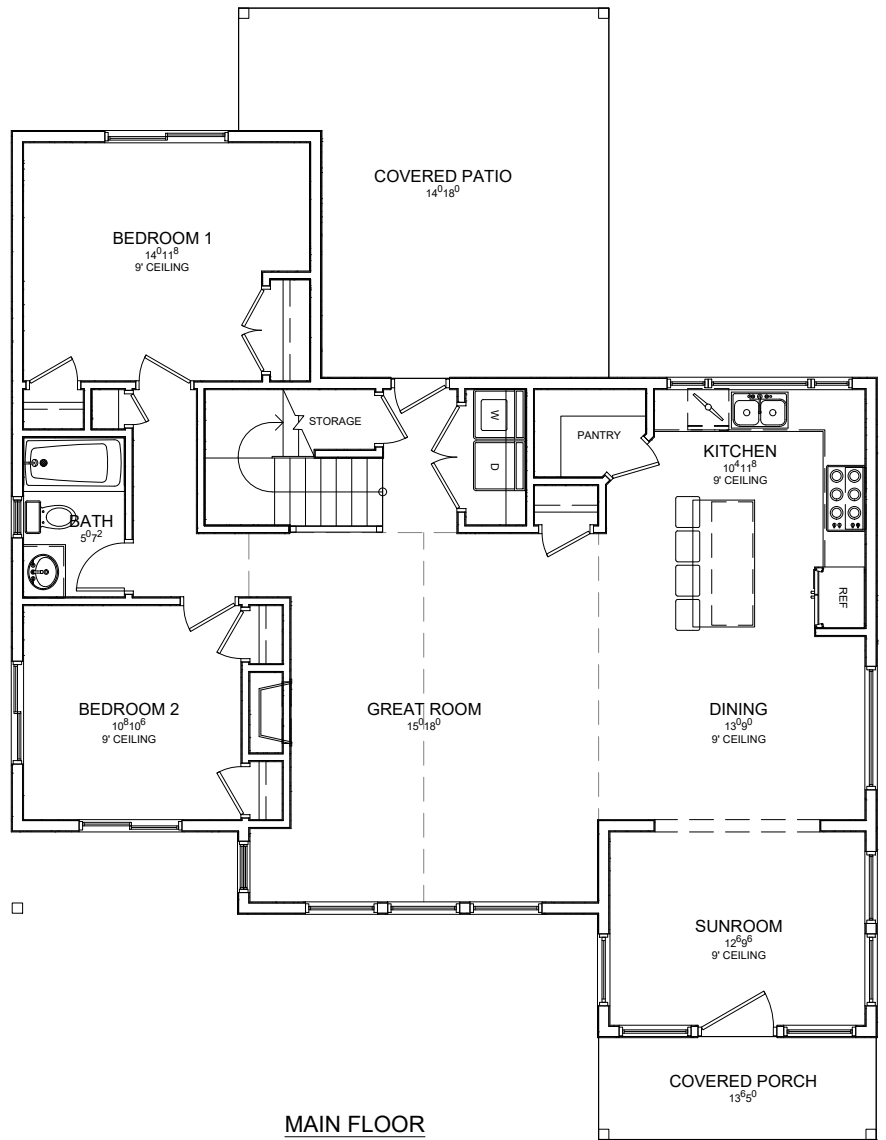 COVERED PATIO
14⁰18⁰
BEDROOM 1
14⁰11⁸
9' CEILING
STORAGE
W
D
PANTRY
KITCHEN
10⁴11⁸
9' CEILING
BATH
5⁰7²
REF
BEDROOM 2
10⁸10⁶
9' CEILING
GREAT ROOM
15⁰18⁰
DINING
13⁰9⁰
9' CEILING
SUNROOM
12⁶9⁶
9' CEILING
COVERED PORCH
13⁶5⁰
MAIN FLOOR